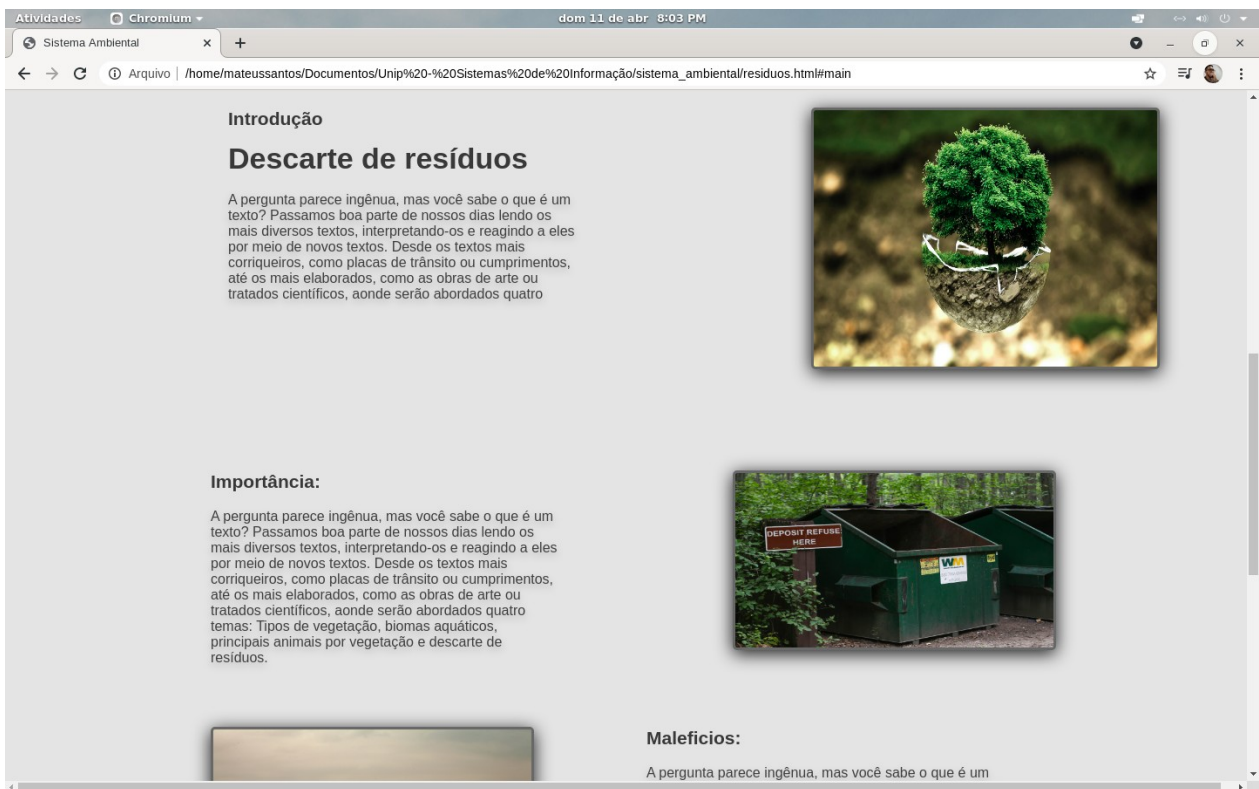 Atividades Chromium dom 11 de abr 8:03 PM
Sistema Ambiental
Arquivo /home/mateussantos/Documentos/Unip%20-%20Sistemas%20de%20Informação/sistema_ambiental/residuos.html#main
Introdução
Descarte de resíduos
A pergunta parece ingênua, mas você sabe o que é um
texto? Passamos boa parte de nossos dias lendo os
mais diversos textos, interpretando-os e reagindo a eles
por meio de novos textos. Desde os textos mais
corriqueiros, como placas de trânsito ou cumprimentos,
até os mais elaborados, como as obras de arte ou
tratados científicos, aonde serão abordados quatro
Importância:
A pergunta parece ingênua, mas você sabe o que é um
texto? Passamos boa parte de nossos dias lendo os
mais diversos textos, interpretando-os e reagindo a eles
por meio de novos textos. Desde os textos mais
corriqueiros, como placas de trânsito ou cumprimentos,
até os mais elaborados, como as obras de arte ou
tratados científicos, aonde serão abordados quatro
temas: Tipos de vegetação, biomas aquáticos,
principais animais por vegetação e descarte de
resíduos.
DEPOSIT REFUSE
HERE
WM
Maleficios:
A pergunta parece ingênua, mas você sabe o que é um